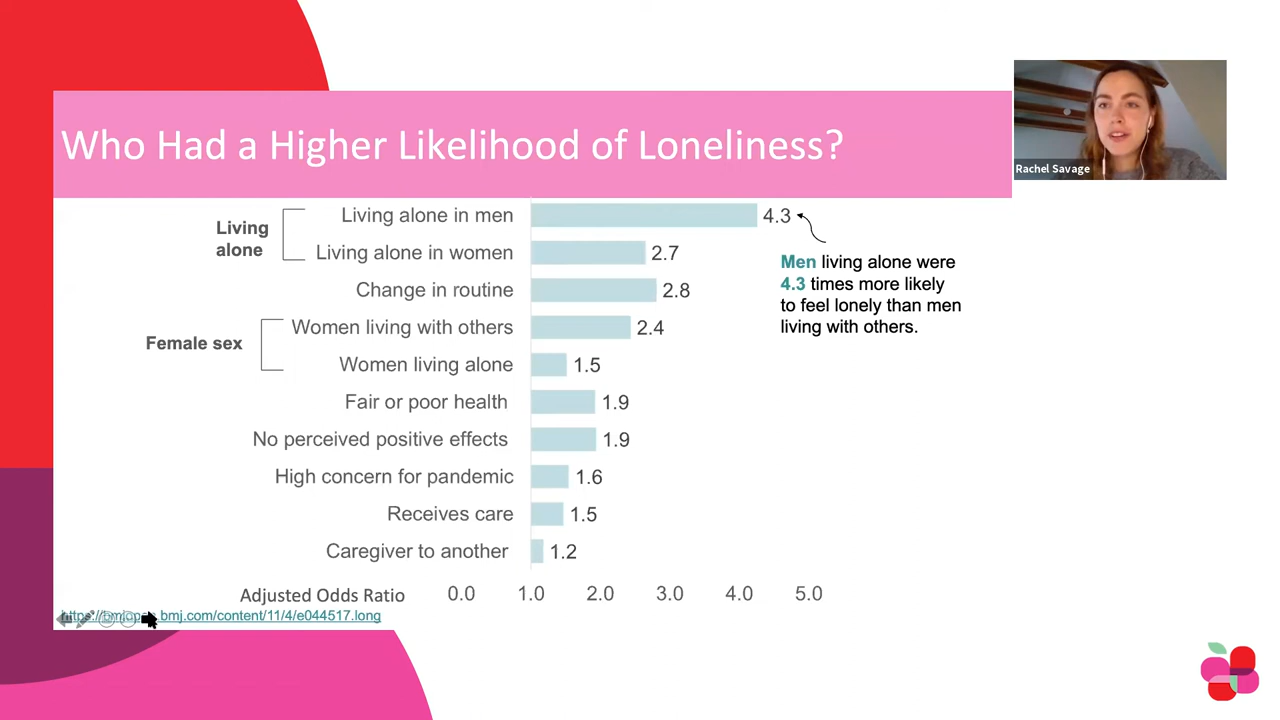 Who Had a Higher Likelihood of Loneliness?
Rachel Savage
Living
alone
Living alone in men
4.3
Living alone in women
2.7
Change in routine
2.8
Female sex
Women living with others
2.4
Women living alone
1.5
Fair or poor health
1.9
No perceived positive effects
1.9
High concern for pandemic
1.6
Receives care
1.5
Caregiver to another
1.2
Men living alone were
4.3 times more likely
to feel lonely than men
living with others.
Adjusted Odds Ratio
0.0 1.0 2.0 3.0 4.0 5.0
bmj.com/content/11/4/e044517.long